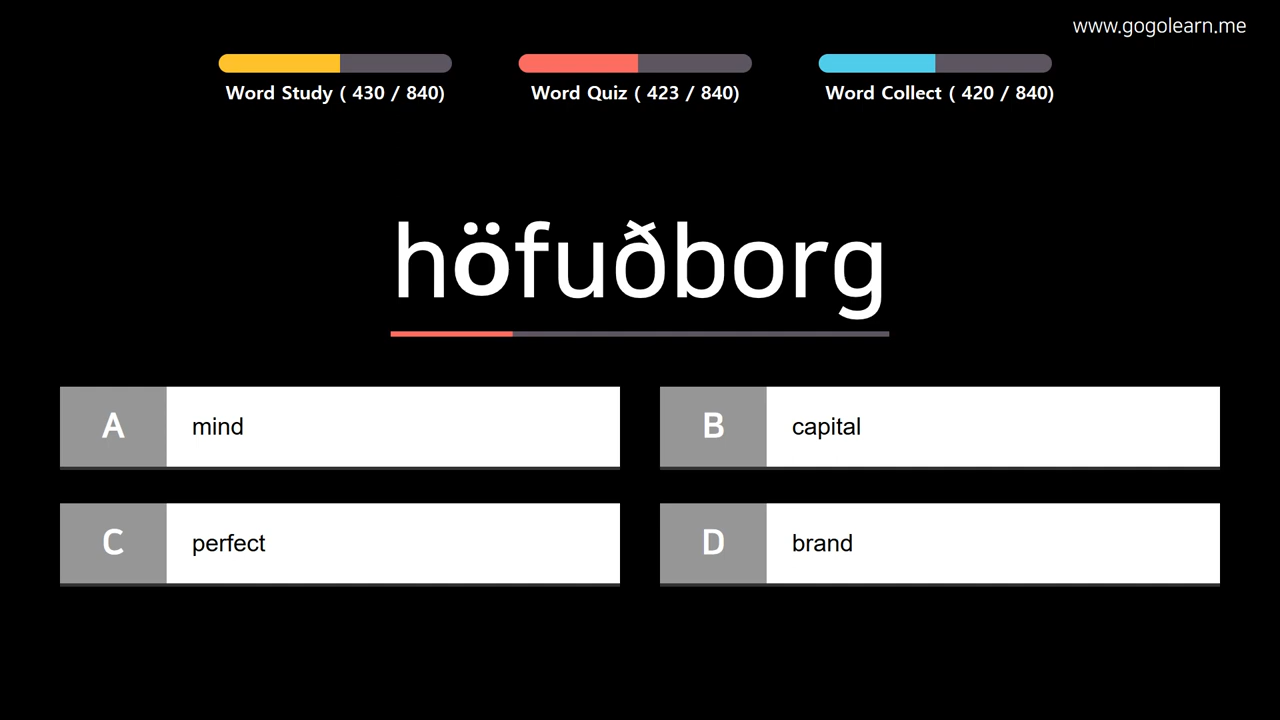 www.gogolearn.me
Word Study ( 430 / 840)
Word Quiz ( 423 / 840)
Word Collect ( 420 / 840)
höfuðborg
A mind
B capital
C perfect
D brand